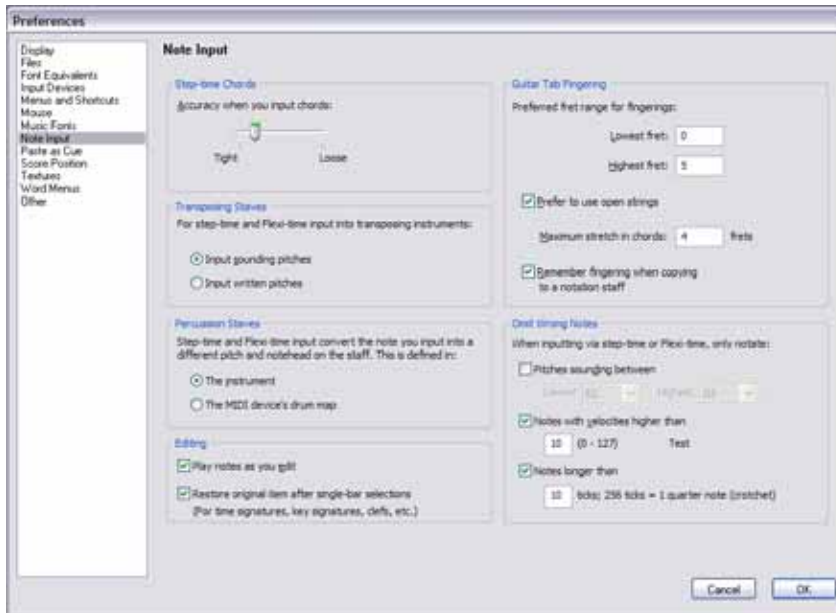 Preferences
Display
Files
Font Equivalents
Input Devices
Menus and Shortcuts
Mouse
Music Fonts
Note Input
Paste as Cue
Score Position
Textures
Word Menus
Other
Note Input
Step-time Chords
Accuracy when you input chords:
Tight Loose
Transposing Staves
For step-time and Flexi-time input into transposing instruments:
Input sounding pitches
Input written pitches
Percussion Staves
Step-time and Flexi-time input convert the note you input into a
different pitch and notehead on the staff. This is defined in:
The instrument
The MIDI device's drum map
Editing
Play notes as you edit
Restore original item after single-bar selections
(For time signatures, key signatures, clefs, etc.)
Guitar Tab Fingering
Preferred fret range for fingerings:
Lowest fret: 0
Highest fret: 5
Prefer to use open strings
Maximum stretch in chords: 4 frets
Remember fingering when copying
to a notation staff
Omit Wrong Notes
When inputting via step-time or Flexi-time, only notate:
Pitches sounding between
Notes with velocities higher than
10 (0 - 127) Test
Notes longer than
10 ticks; 256 ticks = 1 quarter note (crotchet)
Cancel OK